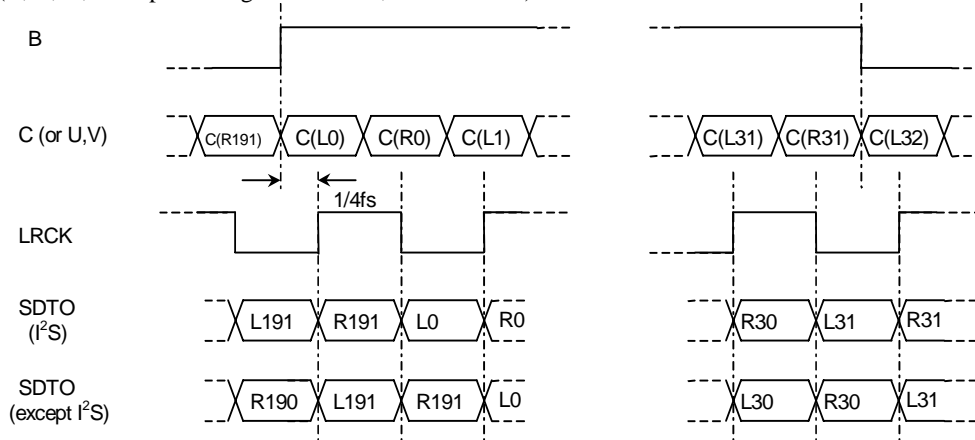 B
C (or U,V)
C(R191) C(L0) C(R0) C(L1) C(L31) C(R31) C(L32)
1/4fs
LRCK
SDTO
(I²S)
L191 R191 L0 R0 R30 L31 R31
SDTO
(except I²S)
R190 L191 R191 L0 L30 R30 L31